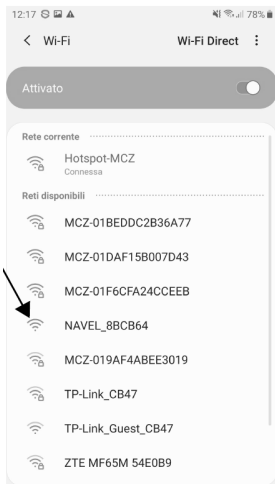 12:17 78%
Wi-Fi Wi-Fi Direct
Attivato
Rete corrente
Hotspot-MCZ
Connessa
Reti disponibili
MCZ-01BEDDC2B36A77
MCZ-01DAF15B007D43
MCZ-01F6CFA24CCEEB
NAVEL_8BCB64
MCZ-019AF4ABEE3019
TP-Link_CB47
TP-Link_Guest_CB47
ZTE MF65M 54E0B9